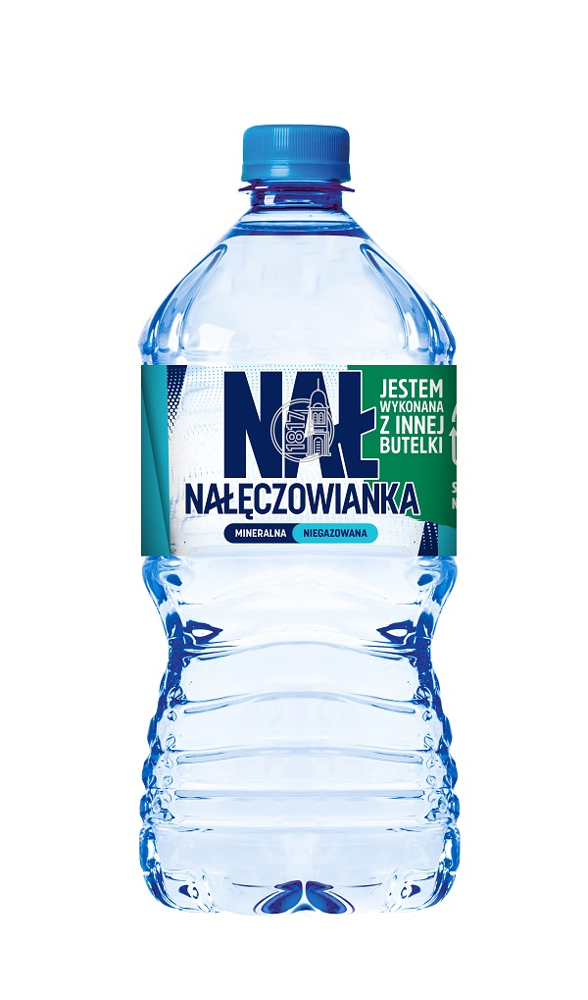 NAŁ
1817
NAŁĘCZOWIANKA
MINERALNA NIEGAZOWANA
JESTEM
WYKONANA
Z INNEJ
BUTELKI